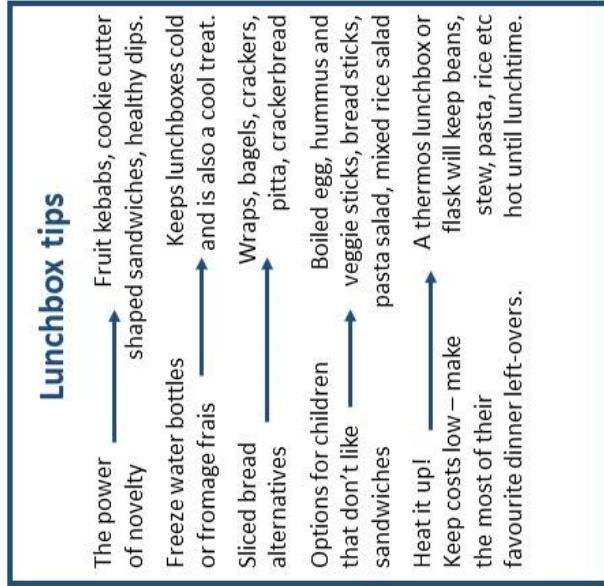 Lunchbox tips
The power
of novelty
Fruit kebabs, cookie cutter
shaped sandwiches, healthy dips.
Freeze water bottles
or fromage frais
Keeps lunchboxes cold
and is also a cool treat.
Sliced bread
alternatives
Wraps, bagels, crackers,
pitta, crackerbread
Options for children
that don't like
sandwiches
Boiled egg, hummus and
veggie sticks, bread sticks,
pasta salad, mixed rice salad
Heat it up!
Keep costs low – make
the most of their
favourite dinner left-overs.
A thermos lunchbox or
flask will keep beans,
stew, pasta, rice etc
hot until lunchtime.